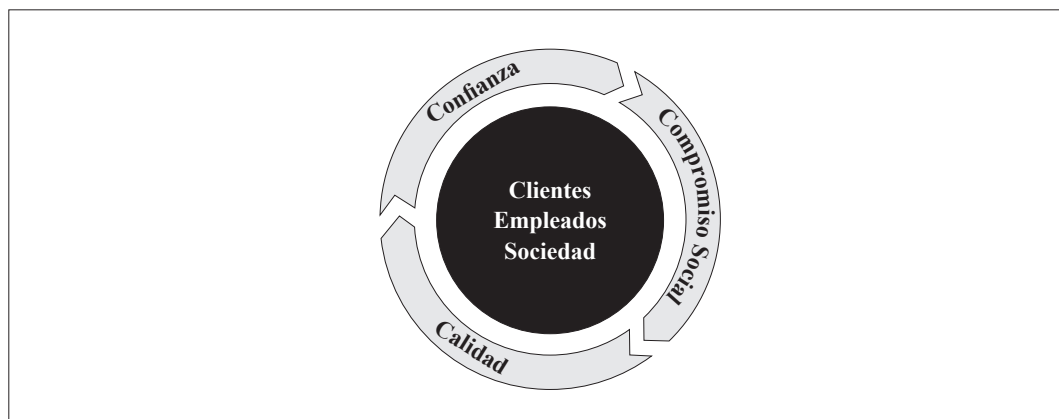 Confianza
Compromiso Social
Clientes
Empleados
Sociedad
Calidad